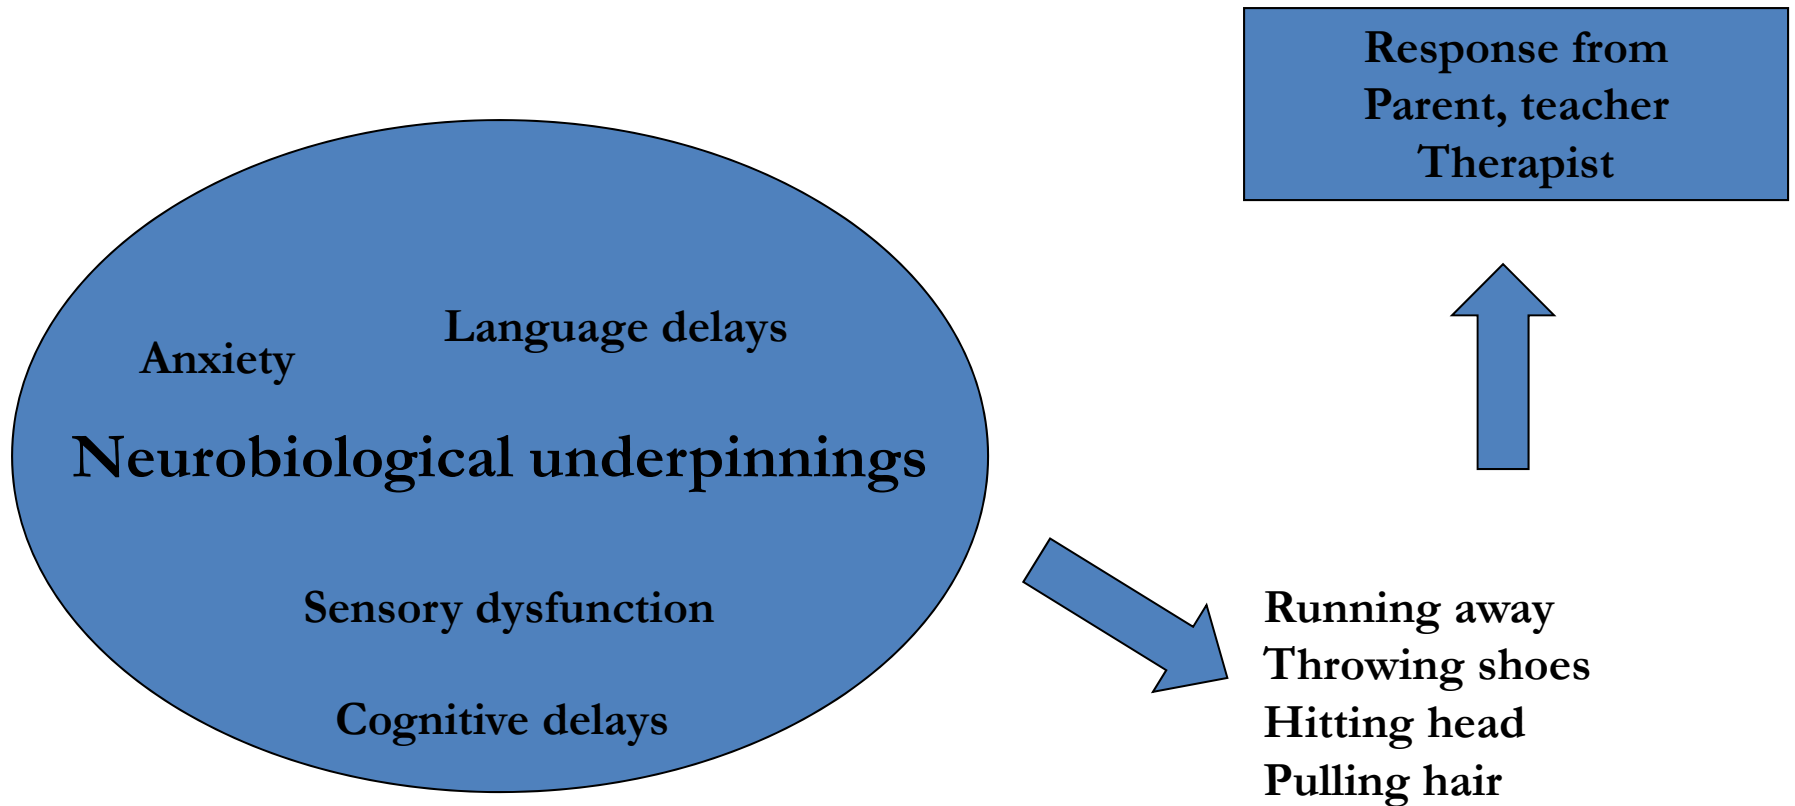 Response from
Parent, teacher
Therapist
Language delays
Anxiety
Neurobiological underpinnings
Sensory dysfunction
Cognitive delays
Running away
Throwing shoes
Hitting head
Pulling hair